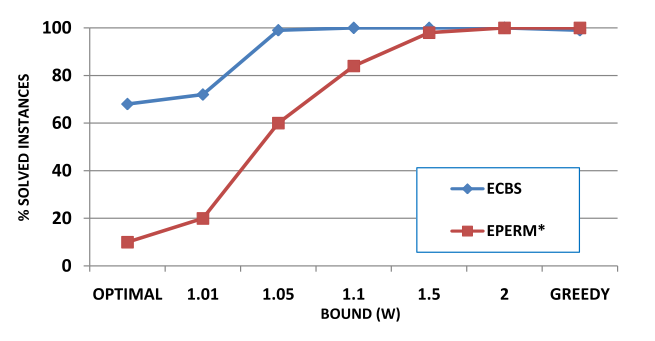 100
80
60
40
20
0
% SOLVED INSTANCES
ECBS
EPERM*
OPTIMAL 1.01 1.05 1.1 1.5 2 GREEDY
BOUND (W)